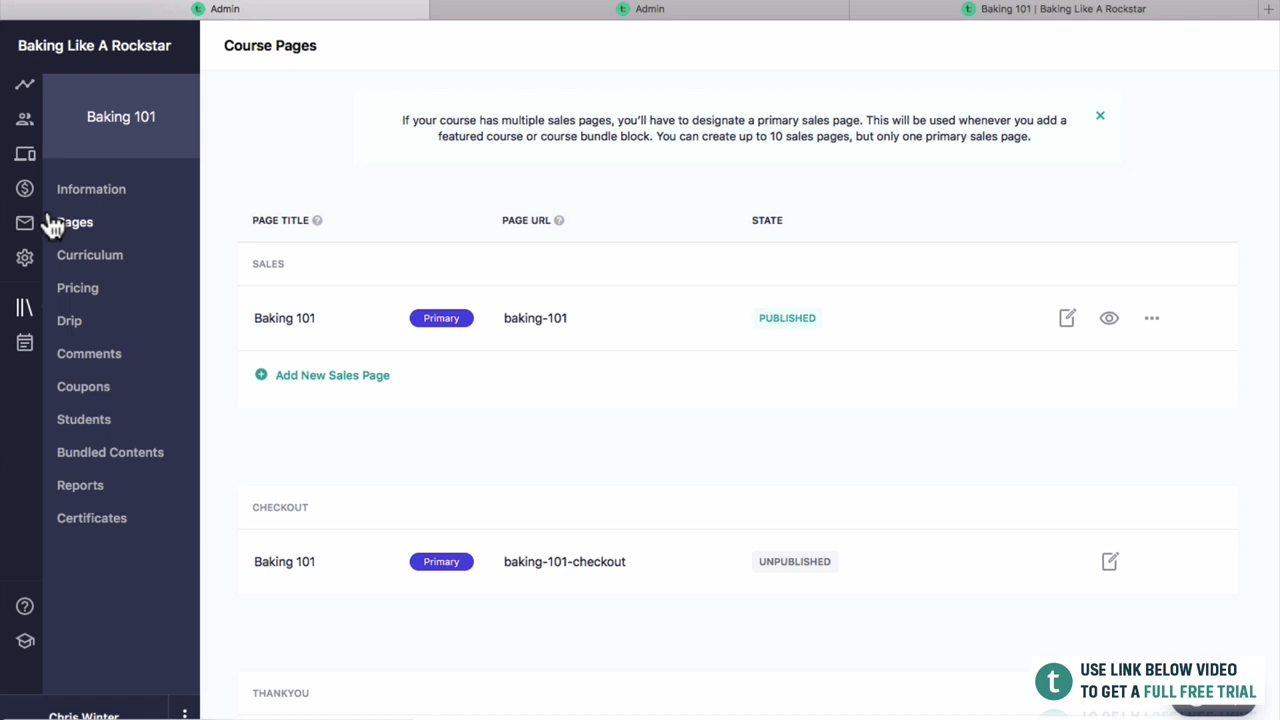 Admin
Admin
Baking 101 | Baking Like A Rockstar
Baking Like A Rockstar
Course Pages
Baking 101
If your course has multiple sales pages, you'll have to designate a primary sales page. This will be used whenever you add a
featured course or course bundle block. You can create up to 10 sales pages, but only one primary sales page.
Information
Pages
Curriculum
Pricing
Drip
Comments
Coupons
Students
Bundled Contents
Reports
Certificates
PAGE TITLE ? PAGE URL ? STATE
SALES
Baking 101 Primary baking-101 PUBLISHED
Add New Sales Page
CHECKOUT
Baking 101 Primary baking-101-checkout UNPUBLISHED
THANKYOU
Chris Winter
t
USE LINK BELOW VIDEO
TO GET A FULL FREE TRIAL